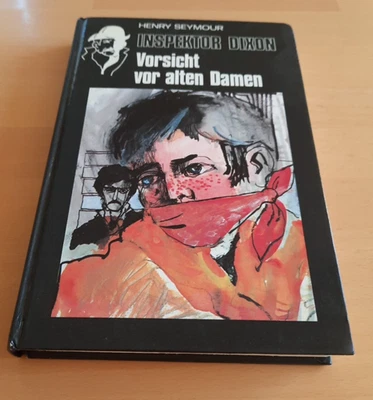 HENRY SEYMOUR
INSPEKTOR DIXON
Vorsicht
vor alten Damen